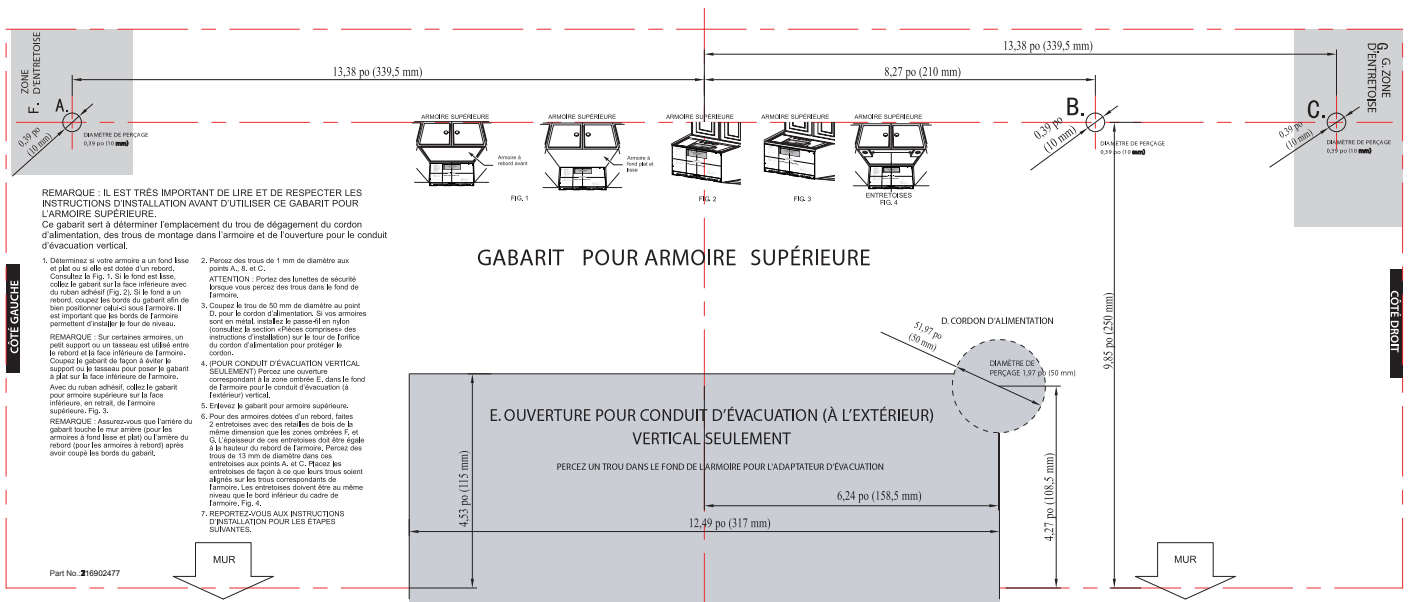 13,38 po (339,5 mm)
13,38 po (339,5 mm)
8,27 po (210 mm)
F. ZONE
D'ENTRETOISE
A.
0,39 po
(10 mm)
DIAMÈTRE DE PERÇAGE
0,39 po (10 mm)
ARMOIRE SUPÉRIEURE
Armoire à
rebord avant
FIG. 1
ARMOIRE SUPÉRIEURE
Armoire à
fond plat et
lisse
ARMOIRE SUPÉRIEURE
FIG. 2
ARMOIRE SUPÉRIEURE
FIG. 3
ARMOIRE SUPÉRIEURE
ENTRETOISES
FIG. 4
B.
0,39 po
(10 mm)
DIAMÈTRE DE PERÇAGE
0,39 po (10 mm)
G. G. ZONE
D'ENTRETOISE
C.
0,39 po
(10 mm)
DIAMÈTRE DE PERÇAGE
0,39 po (10 mm)
REMARQUE : IL EST TRÈS IMPORTANT DE LIRE ET DE RESPECTER LES
INSTRUCTIONS D'INSTALLATION AVANT D'UTILISER CE GABARIT POUR
L'ARMOIRE SUPÉRIEURE.
Ce gabarit sert à déterminer l'emplacement du trou de dégagement du cordon
d'alimentation, des trous de montage dans l'armoire et de l'ouverture pour le conduit
d'évacuation vertical.
1. Déterminez si votre armoire a un fond lisse
et plat ou si elle est dotée d'un rebord.
Consultez la Fig. 1. Si le fond est lisse,
collez le gabarit sur la face inférieure avec
du ruban adhésif (Fig. 2). Si le fond a un
rebord, coupez les bords du gabarit afin de
bien positionner celui-ci sous l'armoire. Il
est important que les bords de l'armoire
permettent d'installer le four de niveau.
REMARQUE : Sur certaines armoires, un
petit support ou un tasseau est utilisé entre
le rebord et la face inférieure de l'armoire.
Coupez le gabarit de façon à éviter le
support ou le tasseau pour poser le gabarit
à plat sur la face inférieure de l'armoire.
Avec du ruban adhésif, collez le gabarit
pour armoire supérieure sur la face
inférieure, en retrait, de l'armoire
supérieure. Fig. 3.
REMARQUE : Assurez-vous que l'arrière du
gabarit touche le mur arrière (pour les
armoires à fond lisse et plat) ou l'arrière du
rebord (pour les armoires à rebord) après
avoir coupé les bords du gabarit.
2. Percez des trous de 1 mm de diamètre aux
points A., 8. et C.
ATTENTION : Portez des lunettes de sécurité
lorsque vous percez des trous dans le fond de
l'armoire.
3. Coupez le trou de 50 mm de diamètre au point
D. pour le cordon d'alimentation. Si vos armoires
sont en métal, installez le passe-fil en nylon
(consultez la section «Pièces comprises» des
instructions d'installation) sur le tour de l'orifice
du cordon d'alimentation pour protéger le
cordon.
4. (POUR CONDUIT D'ÉVACUATION VERTICAL
SEULEMENT) Percez une ouverture
correspondant à la zone ombrée E. dans le fond
de l'armoire pour le conduit d'évacuation (à
l'extérieur) vertical.
5. Enlevez le gabarit pour armoire supérieure.
6. Pour des armoires dotées d'un rebord, faites
2 entretoises avec des retailles de bois de la
même dimension que les zones ombrées F. et
G. L'épaisseur de ces entretoises doit être égale
à la hauteur du rebord de l'armoire. Percez des
trous de 13 mm de diamètre dans ces
entretoises aux points A. et C. Placez les
entretoises de façon à ce que leurs trous soient
alignés sur les trous correspondants de
l'armoire. Les entretoises doivent être au même
niveau que le bord inférieur du cadre de
l'armoire. Fig. 4.
7. REPORTEZ-VOUS AUX INSTRUCTIONS
D'INSTALLATION POUR LES ÉTAPES
SUIVANTES.
CÔTÉ GAUCHE
GABARIT POUR ARMOIRE SUPÉRIEURE
D. CORDON D'ALIMENTATION
51,97 po
(50 mm)
DIAMÈTRE DE
PERÇAGE 1,97 po (50 mm)
9,85 po (250 mm)
CÔTÉ DROIT
E. OUVERTURE POUR CONDUIT D'ÉVACUATION (À L'EXTÉRIEUR)
VERTICAL SEULEMENT
PERCEZ UN TROU DANS LE FOND DE L'ARMOIRE POUR L'ADAPTATEUR D'ÉVACUATION
4,53 po (115 mm)
6,24 po (158,5 mm)
12,49 po (317 mm)
4,27 po (108,5 mm)
MUR
MUR
Part No.:216902477